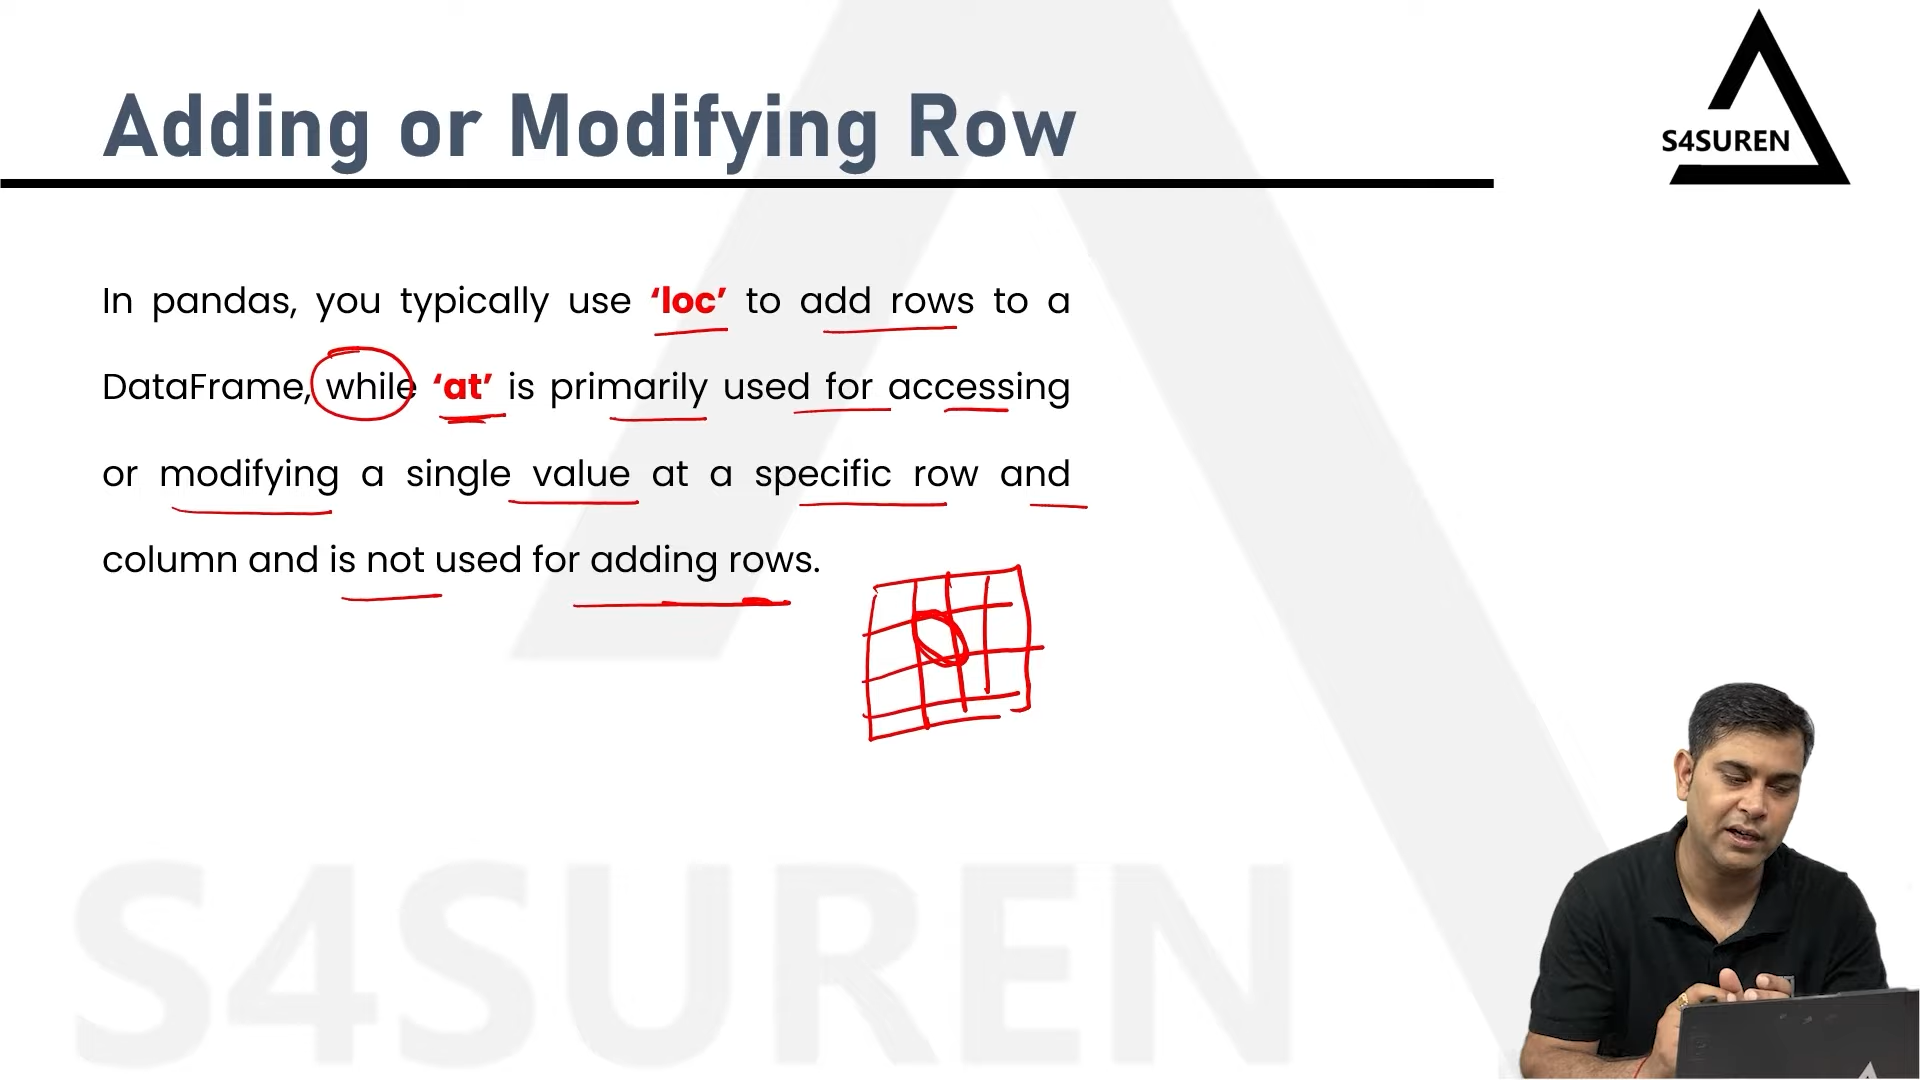 Adding or Modifying Row
S4SUREN
In pandas, you typically use ‘loc’ to add rows to a
DataFrame, while ‘at’ is primarily used for accessing
or modifying a single value at a specific row and
column and is not used for adding rows.
S4SUREN